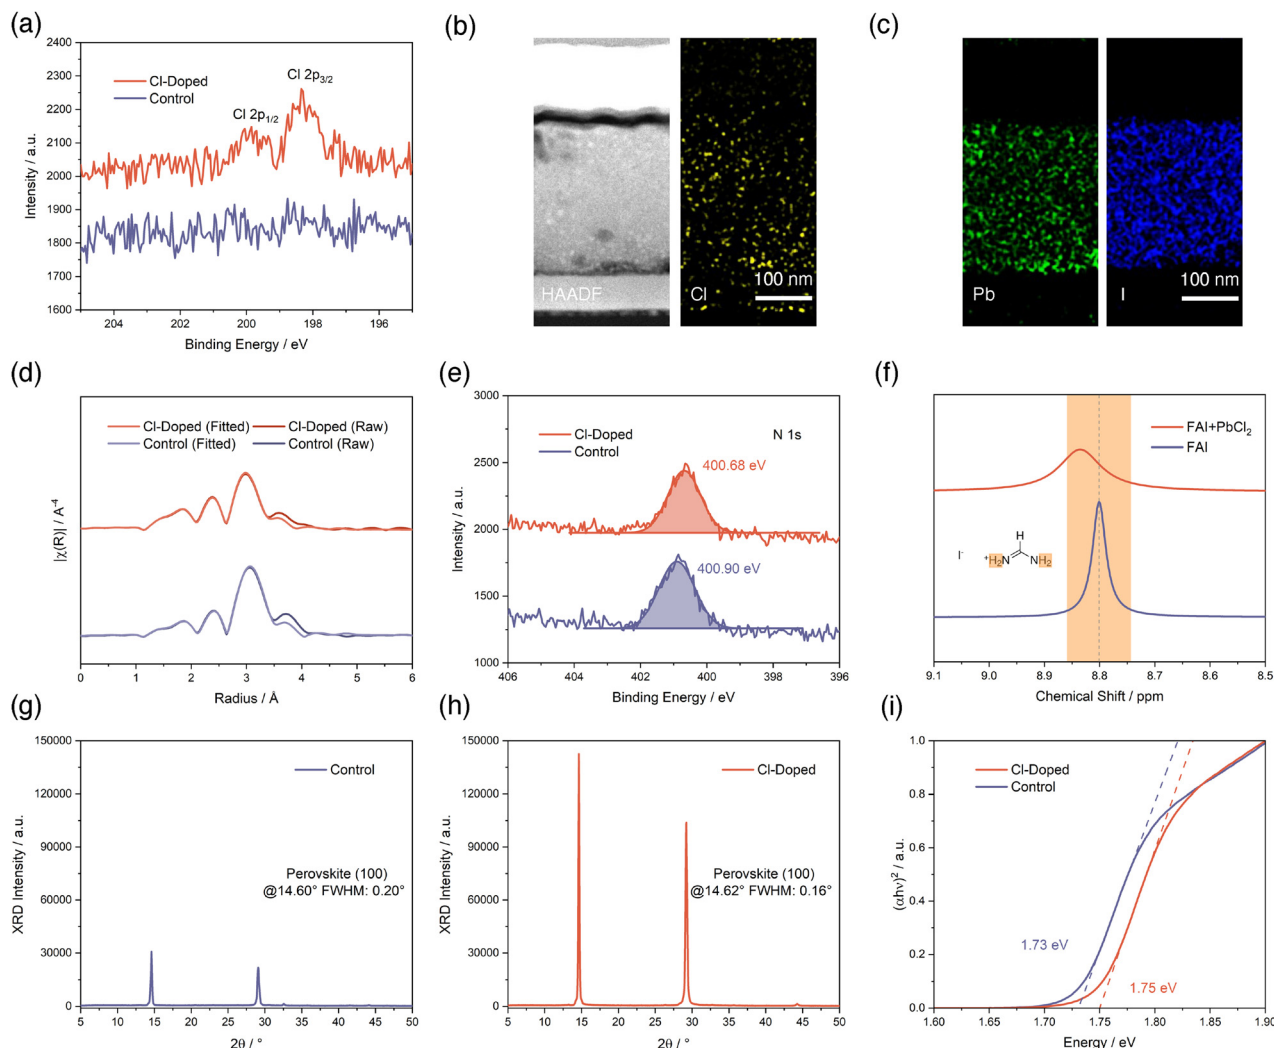 (a)
2400
2300
2200
2100
2000
1900
1800
1700
1600
Intensity / a.u.
Cl-Doped
Control
Cl 2p3/2
Cl 2p1/2
204
202
200
198
196
Binding Energy / eV
(b)
HAADF
Cl
100 nm
(c)
Pb
I
100 nm
(d)
|χ(R)| / A⁻⁴
Cl-Doped (Fitted)
Cl-Doped (Raw)
Control (Fitted)
Control (Raw)
0
1
2
3
4
5
6
Radius / Å
(e)
3000
2500
2000
1500
1000
Intensity / a.u.
Cl-Doped
Control
N 1s
400.68 eV
400.90 eV
406
404
402
400
398
396
Binding Energy / eV
(f)
FAI+PbCl₂
FAI
I⁻
H
⁺H₂N
NH₂
9.1
9.0
8.9
8.8
8.7
8.6
8.5
Chemical Shift / ppm
(g)
150000
120000
90000
60000
30000
0
XRD Intensity / a.u.
Control
Perovskite (100)
@14.60° FWHM: 0.20°
5
10
15
20
25
30
35
40
45
50
2θ / °
(h)
150000
120000
90000
60000
30000
0
XRD Intensity / a.u.
Cl-Doped
Perovskite (100)
@14.62° FWHM: 0.16°
5
10
15
20
25
30
35
40
45
50
2θ / °
(i)
1.0
0.8
0.6
0.4
0.2
0.0
(αhν)² / a.u.
Cl-Doped
Control
1.73 eV
1.75 eV
1.60
1.65
1.70
1.75
1.80
1.85
1.90
Energy / eV